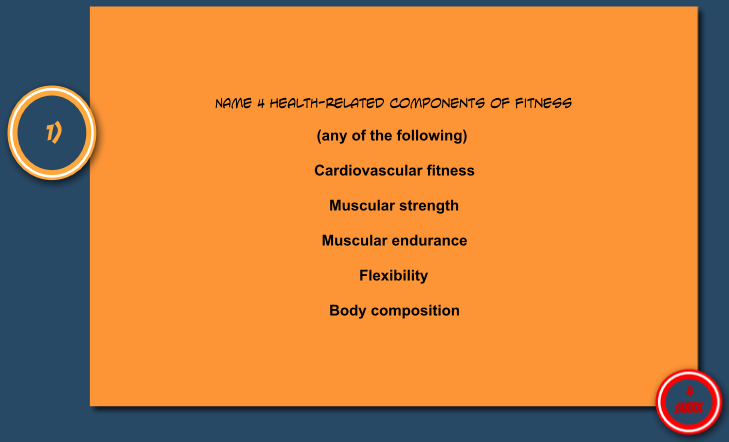 NAME 4 HEALTH-RELATED COMPONENTS OF FITNESS
1)
(any of the following)
Cardiovascular fitness
Muscular strength
Muscular endurance
Flexibility
Body composition